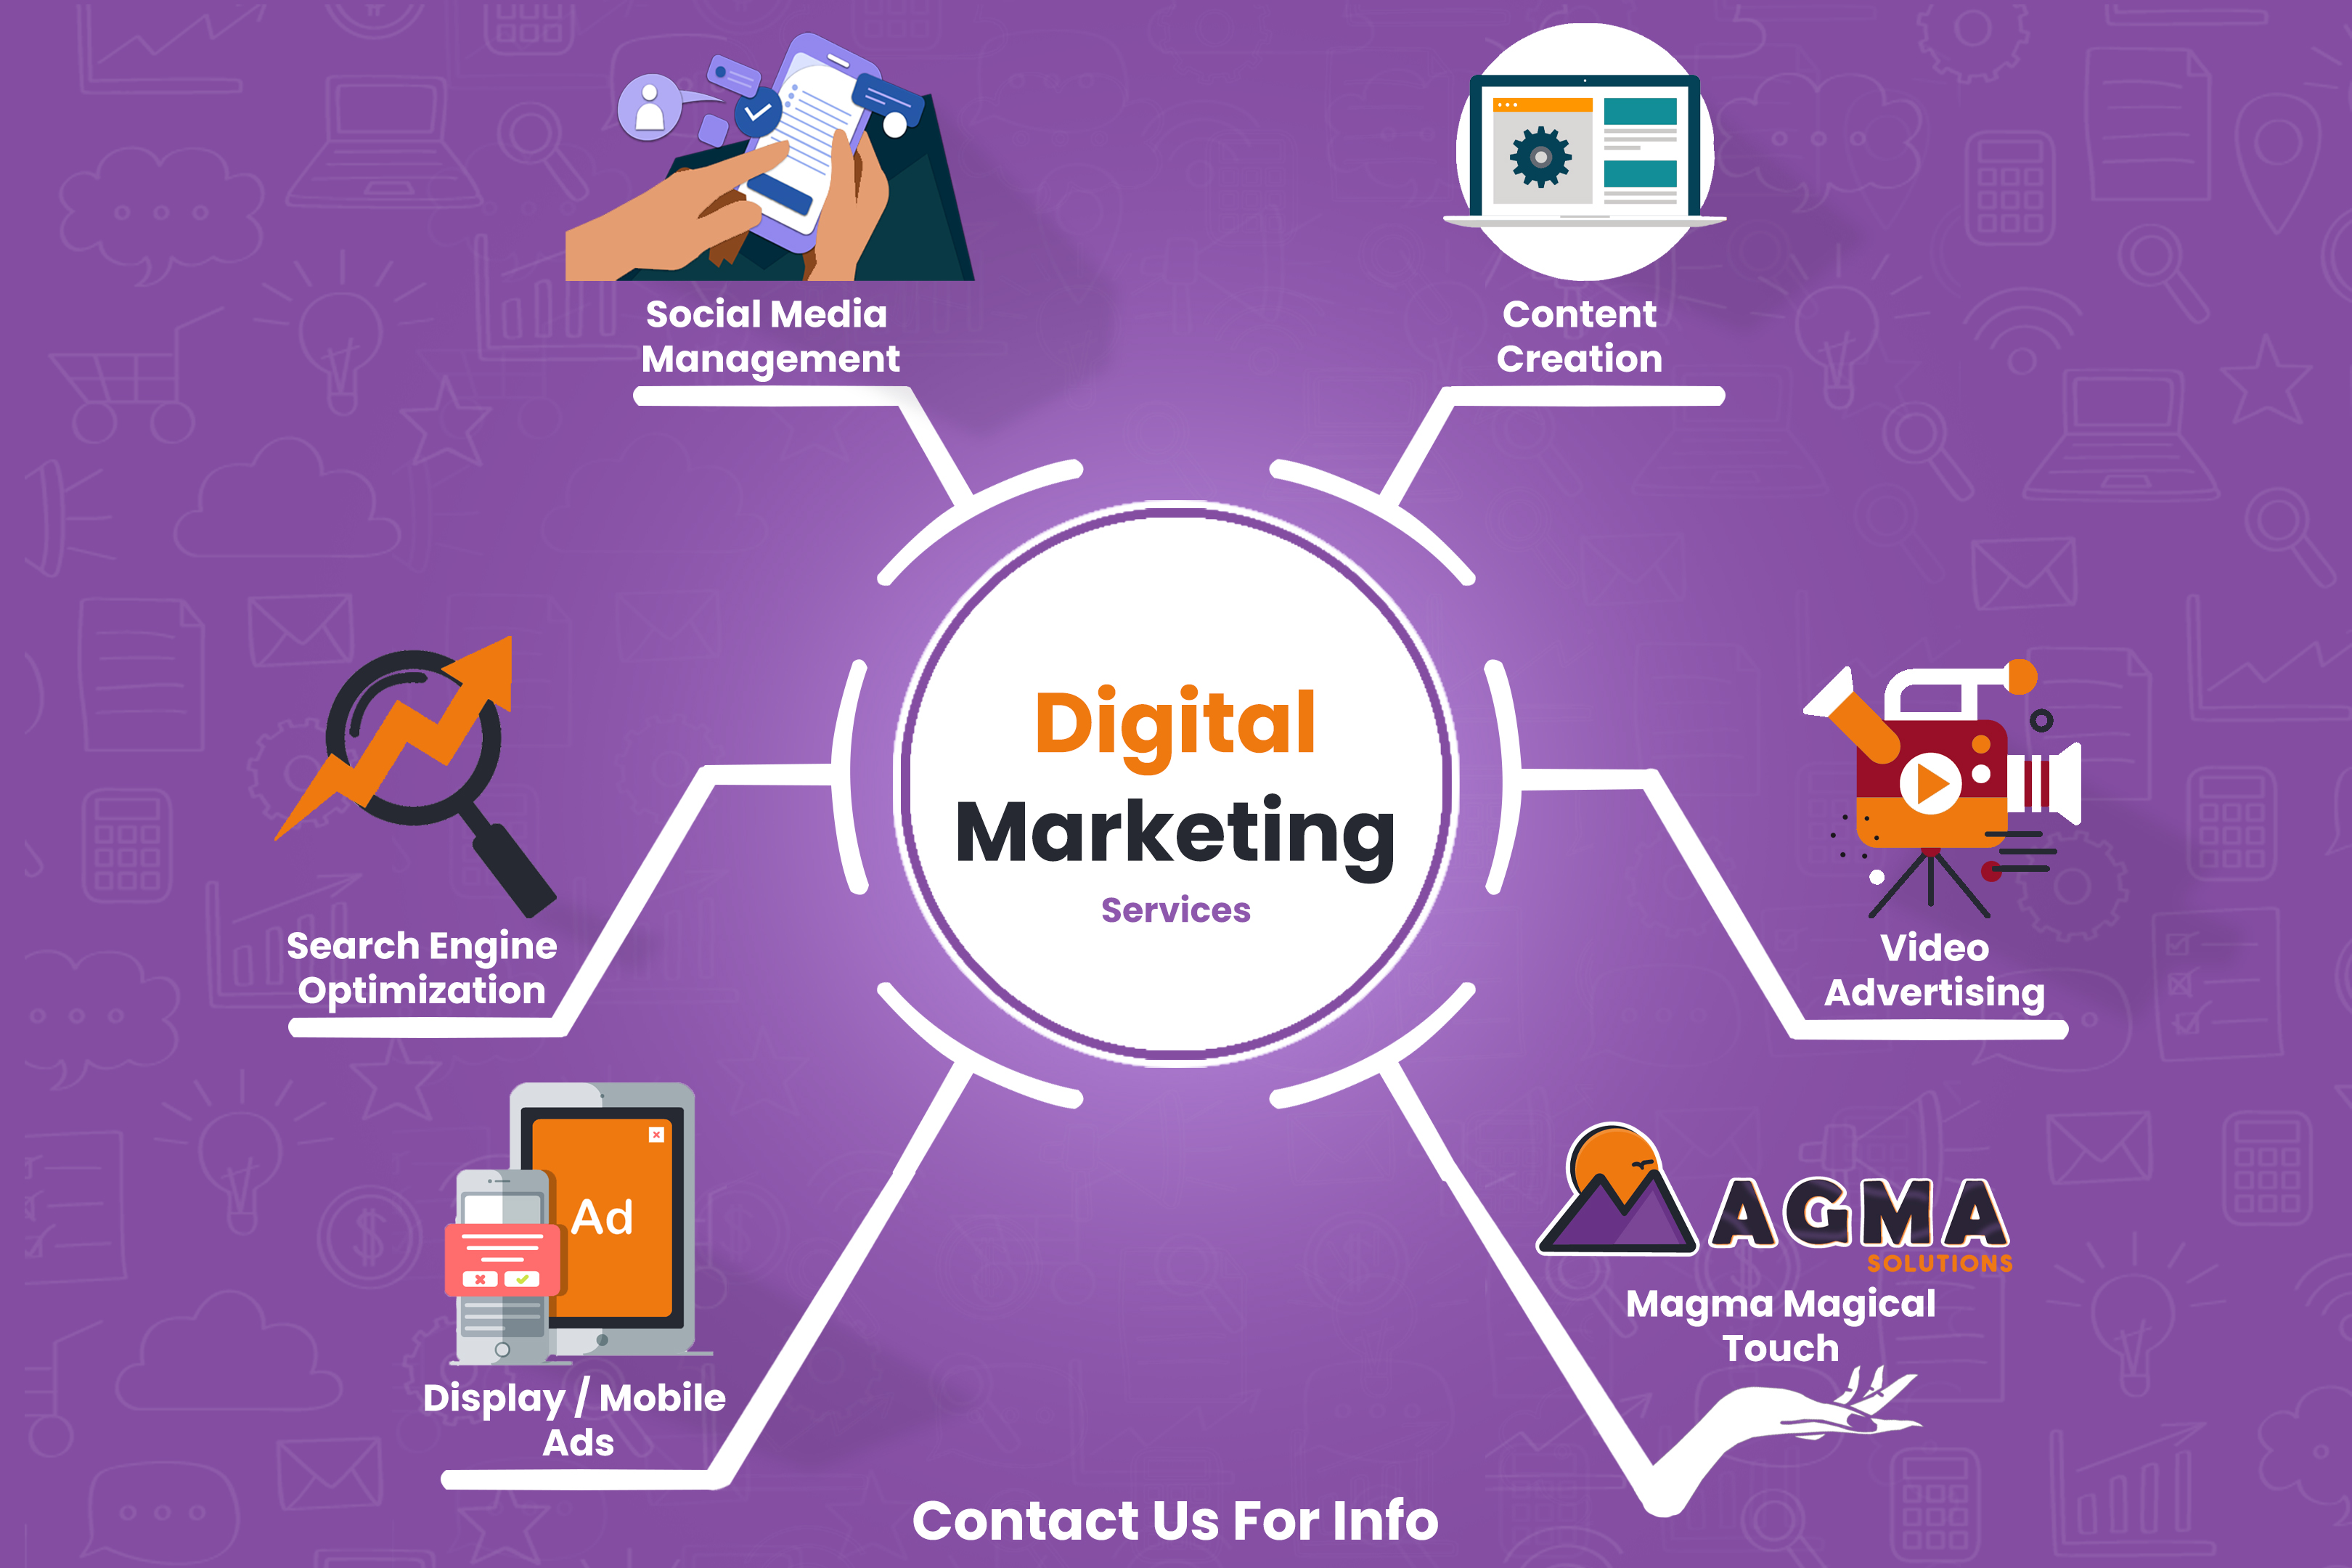 Social Media
Management
Content
Creation
Digital
Marketing
Services
Search Engine
Optimization
Video
Advertising
Ad
Display / Mobile
Ads
AGMA
SOLUTIONS
Magma Magical
Touch
Contact Us For Info